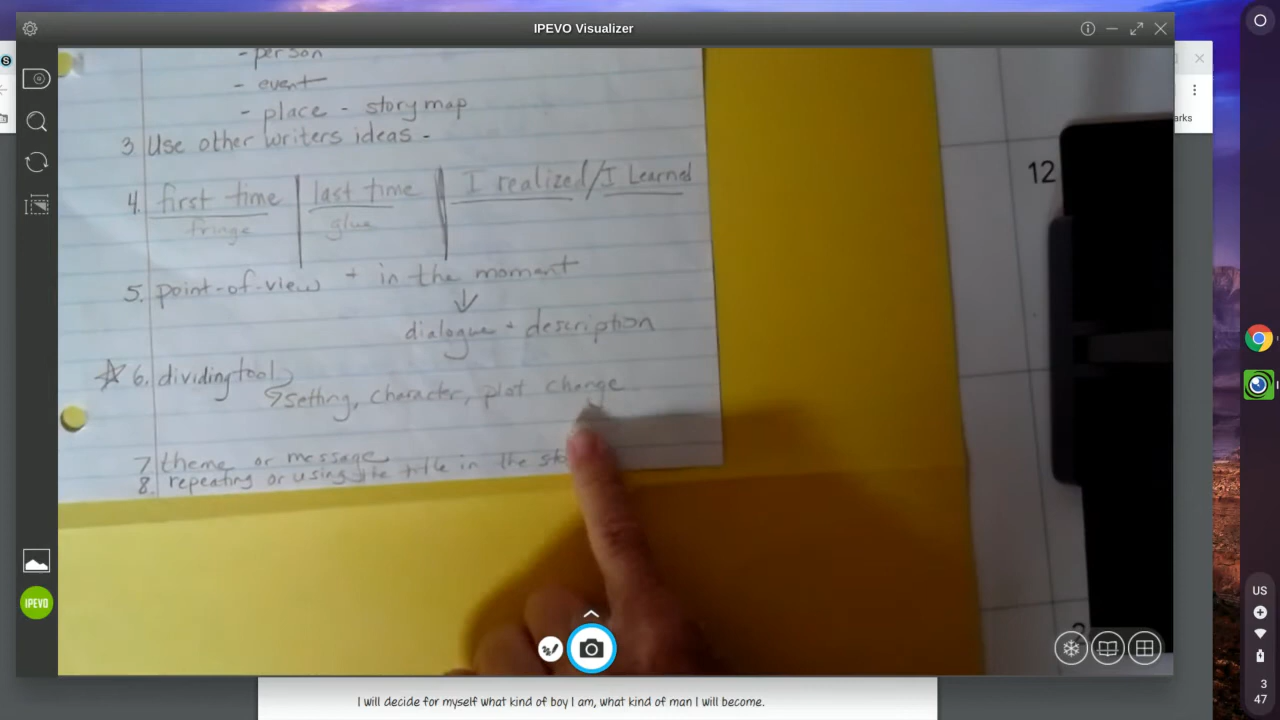 IPEVO Visualizer
- person
- event
- place - story map
3 Use other writers ideas -
4. first time | last time | I realized/I Learned
fringe glue
5. point-of-view + in the moment
dialogue + description
☆ 6. dividing tool
setting, character, plot change
7 theme or message
8. repeating or using the title in the
12
arks
IPEVO
US
3
47
I will decide for myself what kind of boy I am, what kind of man I will become.